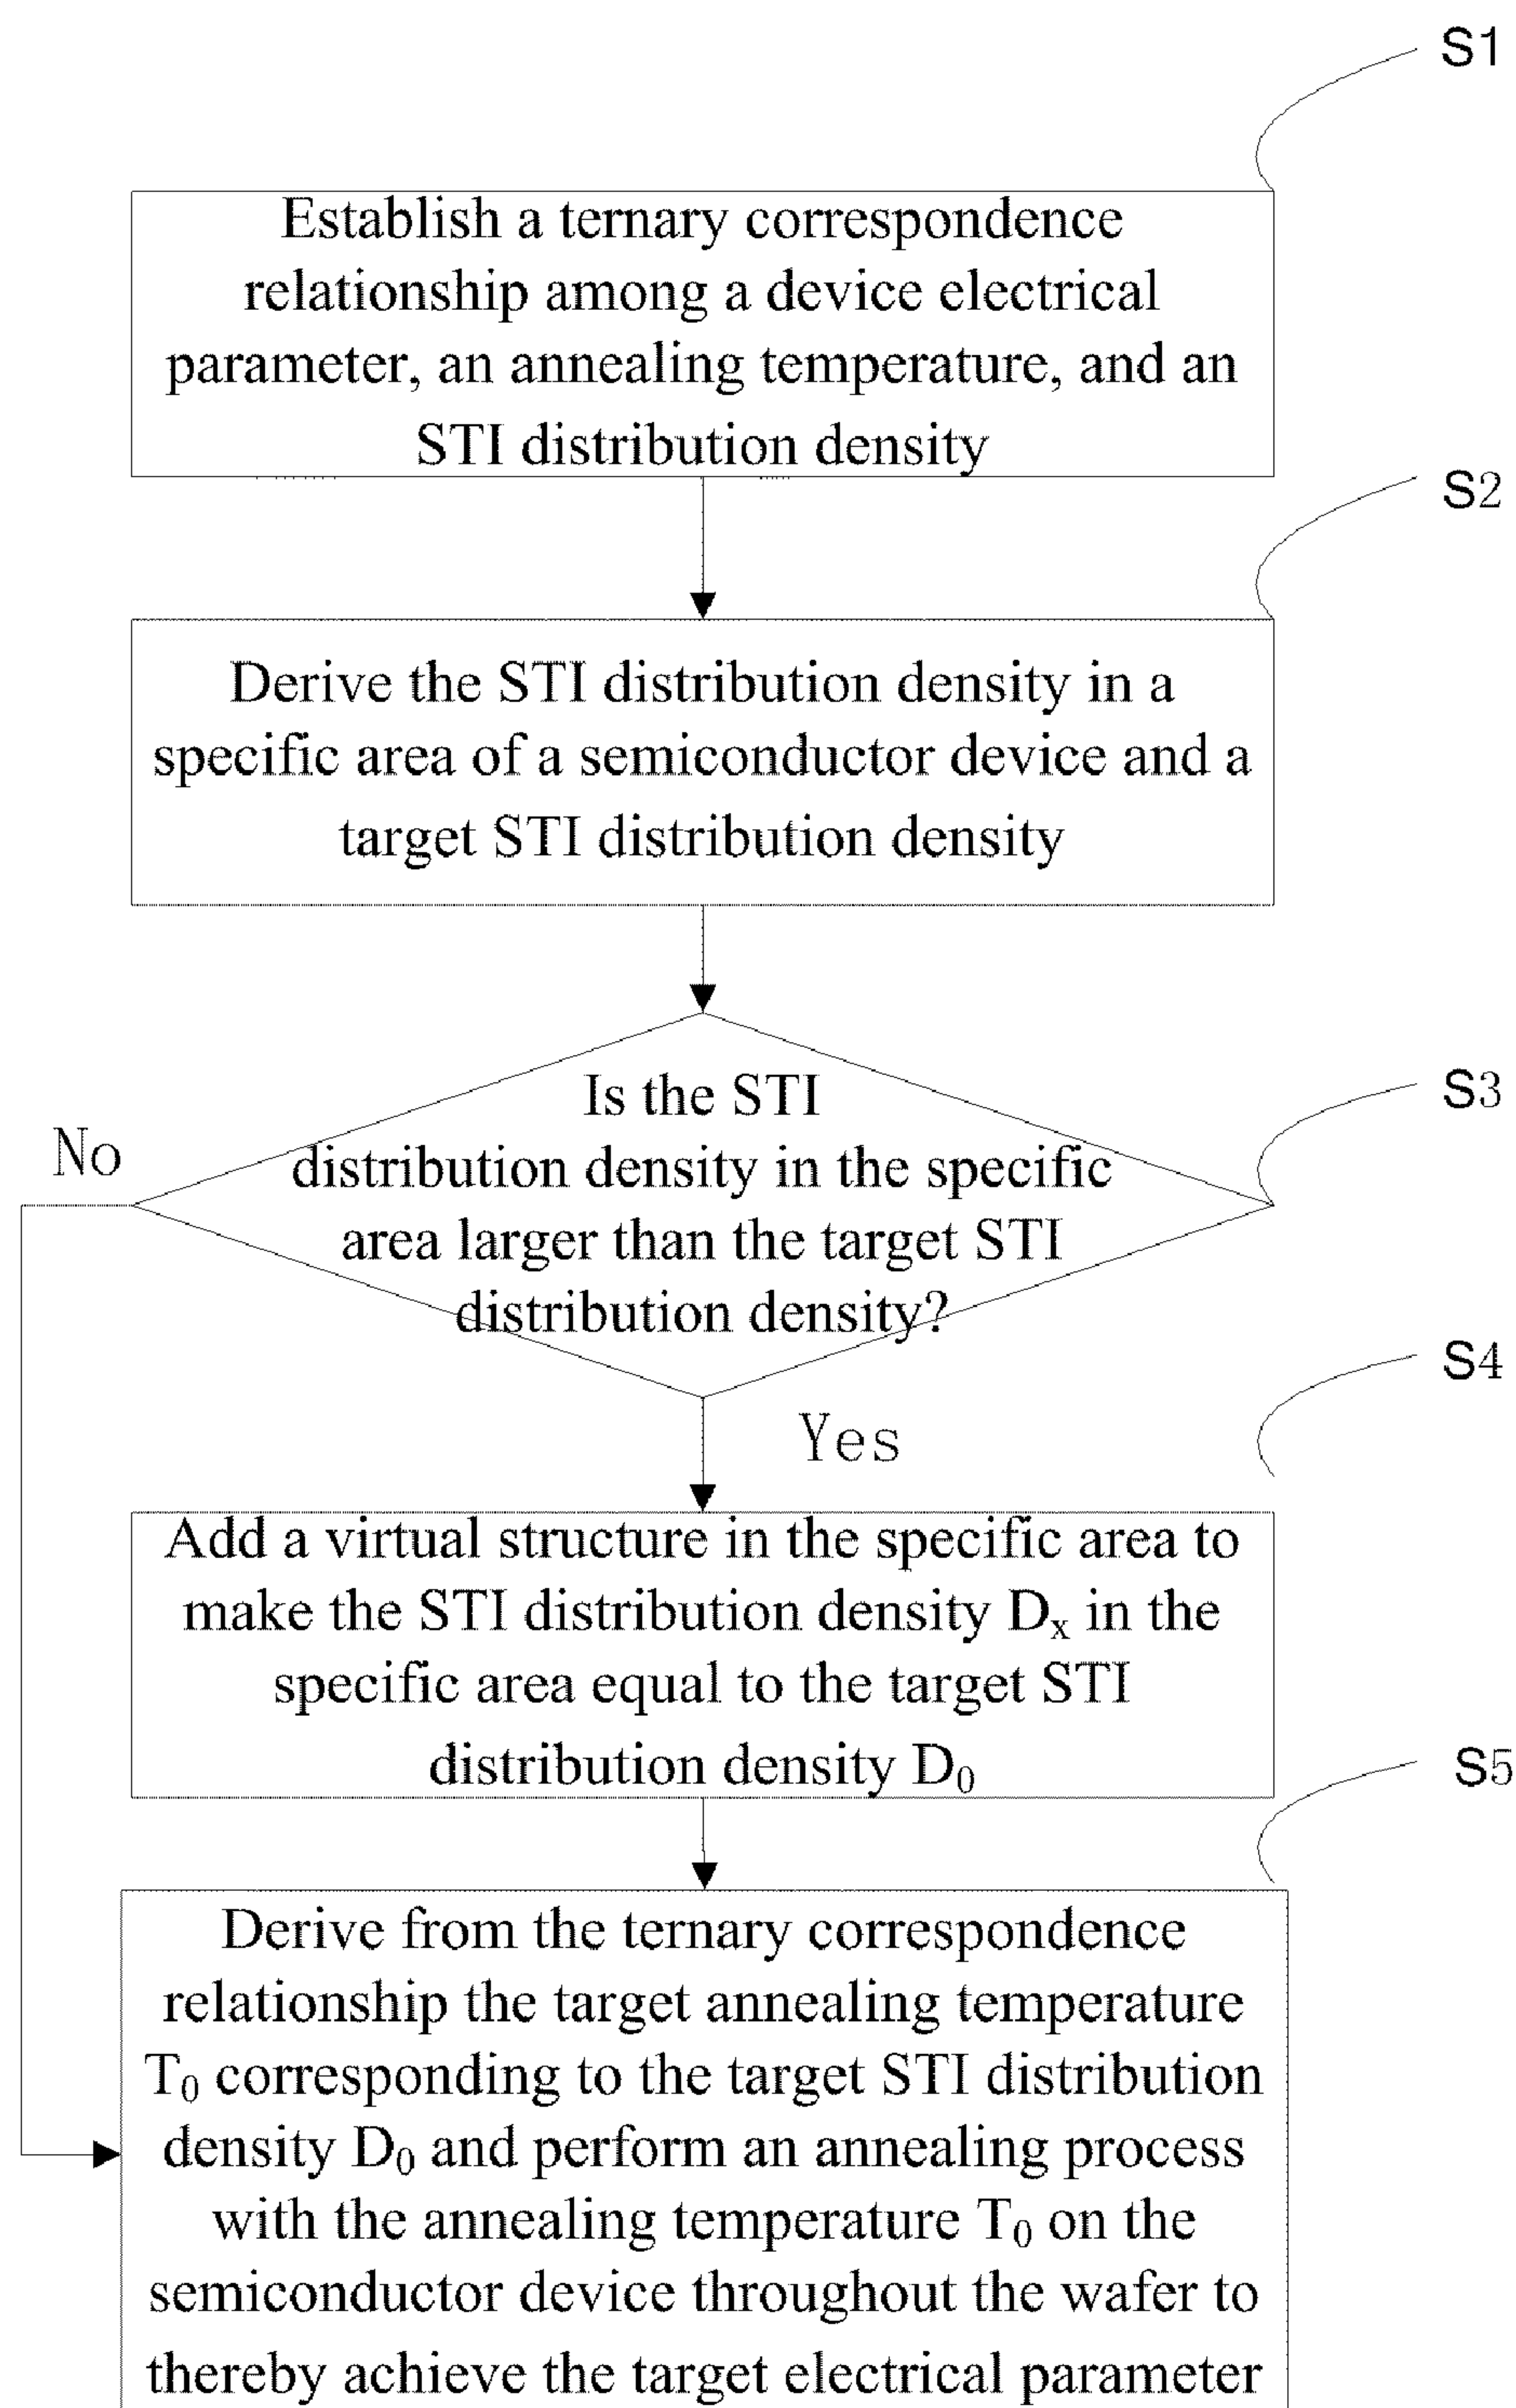 S1
Establish a ternary correspondence
relationship among a device electrical
parameter, an annealing temperature, and an
STI distribution density
S2
Derive the STI distribution density in a
specific area of a semiconductor device and a
target STI distribution density
S3
No
Is the STI
distribution density in the specific
area larger than the target STI
distribution density?
S4
Yes
Add a virtual structure in the specific area to
make the STI distribution density Dx in the
specific area equal to the target STI
distribution density D0
S5
Derive from the ternary correspondence
relationship the target annealing temperature
T0 corresponding to the target STI distribution
density D0 and perform an annealing process
with the annealing temperature T0 on the
semiconductor device throughout the wafer to
thereby achieve the target electrical parameter